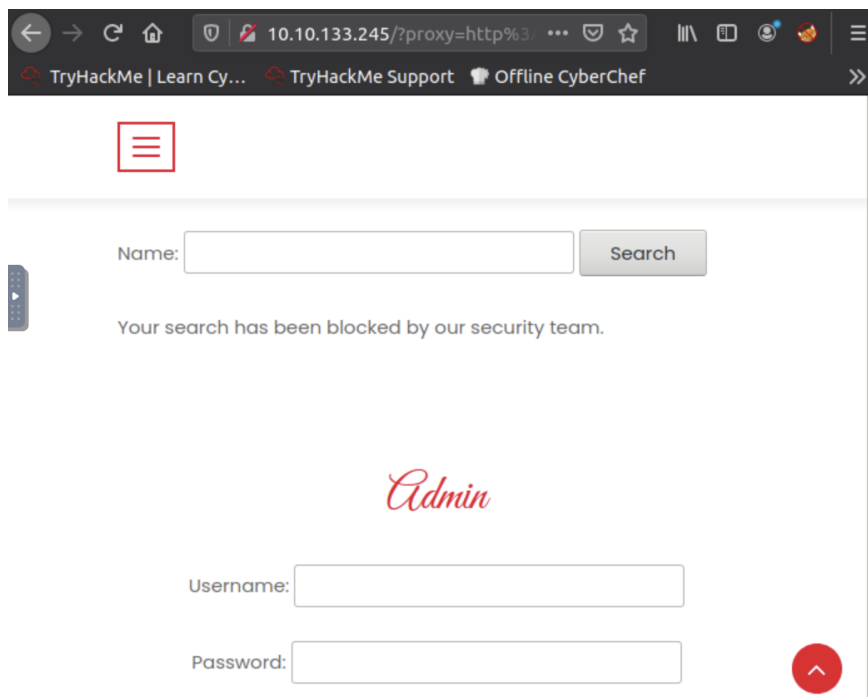 10.10.133.245/?proxy=http%3/
TryHackMe | Learn Cy... TryHackMe Support Offline CyberChef
Name: Search
Your search has been blocked by our security team.
Admin
Username:
Password: